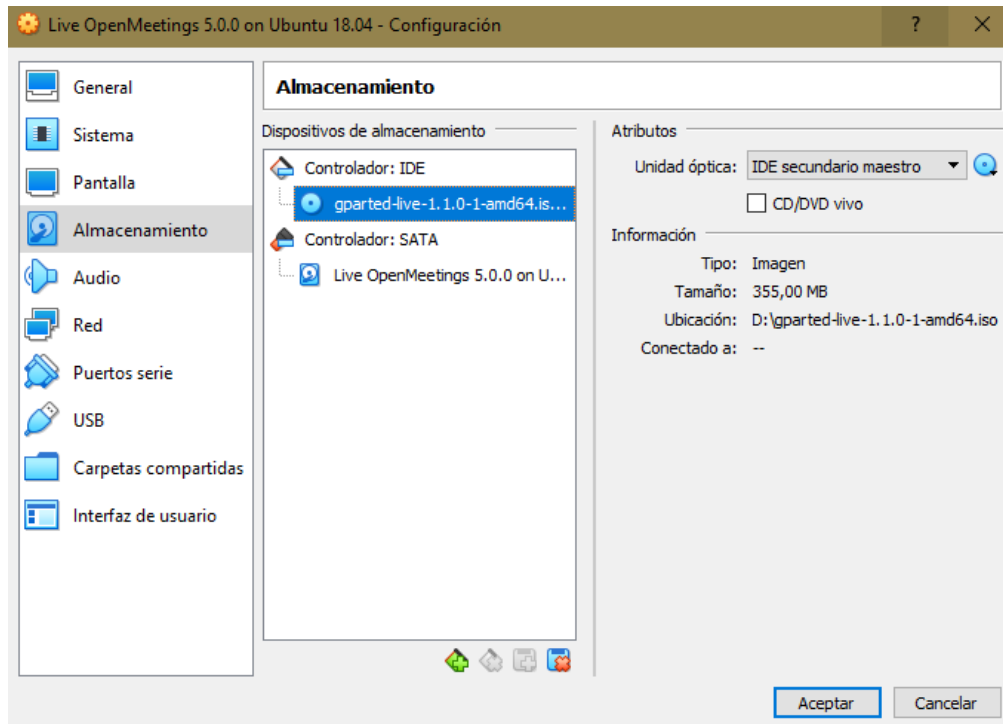 Live OpenMeetings 5.0.0 on Ubuntu 18.04 - Configuración
?
General
Sistema
Pantalla
Almacenamiento
Audio
Red
Puertos serie
USB
Carpetas compartidas
Interfaz de usuario
Almacenamiento
Dispositivos de almacenamiento
Controlador: IDE
gparted-live-1.1.0-1-amd64.is...
Controlador: SATA
Live OpenMeetings 5.0.0 on U...
Atributos
Unidad óptica: IDE secundario maestro
CD/DVD vivo
Información
Tipo: Imagen
Tamaño: 355,00 MB
Ubicación: D:\gparted-live-1.1.0-1-amd64.iso
Conectado a: --
Aceptar Cancelar